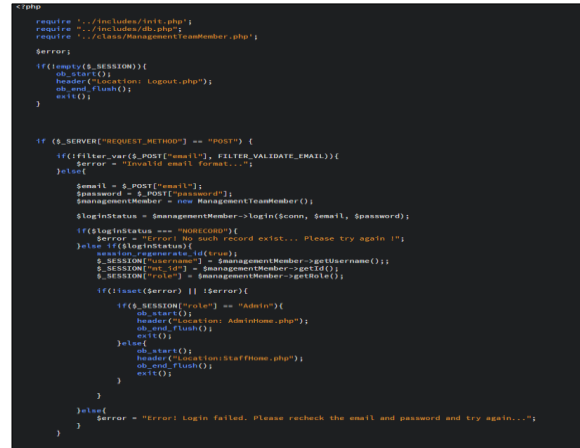 <?php
require '../includes/init.php';
require "../includes/db.php";
require '../class/ManagementTeamMember.php';
$error;
if(!empty($_SESSION)){
ob_start();
header("Location: Logout.php");
ob_end_flush();
exit();
}
if ($_SERVER["REQUEST_METHOD"] == "POST") {
if(!filter_var($_POST["email"], FILTER_VALIDATE_EMAIL)){
$error = "Invalid email format...";
}else{
$email = $_POST["email"];
$password = $_POST["password"];
$managementMember = new ManagementTeamMember();
$loginStatus = $managementMember->login($conn, $email, $password);
if($loginStatus === "NORECORD"){
$error = "Error! No such record exist... Please try again !";
}else if($loginStatus){
session_regenerate_id(true);
$_SESSION["username"] = $managementMember->getUsername();;
$_SESSION["mt_id"] = $managementMember->getId();
$_SESSION["role"] = $managementMember->getRole();
if(!isset($error) || !$error){
if($_SESSION["role"] == "Admin"){
ob_start();
header("Location: AdminHome.php");
ob_end_flush();
exit();
}else{
ob_start();
header("Location:StaffHome.php");
ob_end_flush();
exit();
}
}
}else{
$error = "Error! Login failed. Please recheck the email and password and try again...";
}
}